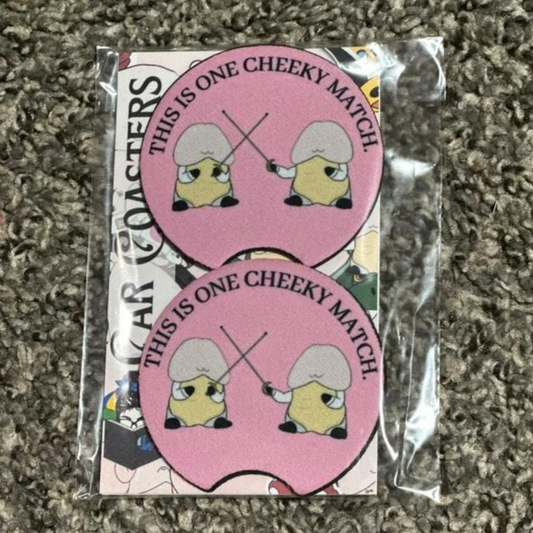 THIS IS ONE CHEEKY MATCH.
CAR COASTERS
THIS IS ONE CHEEKY MATCH.